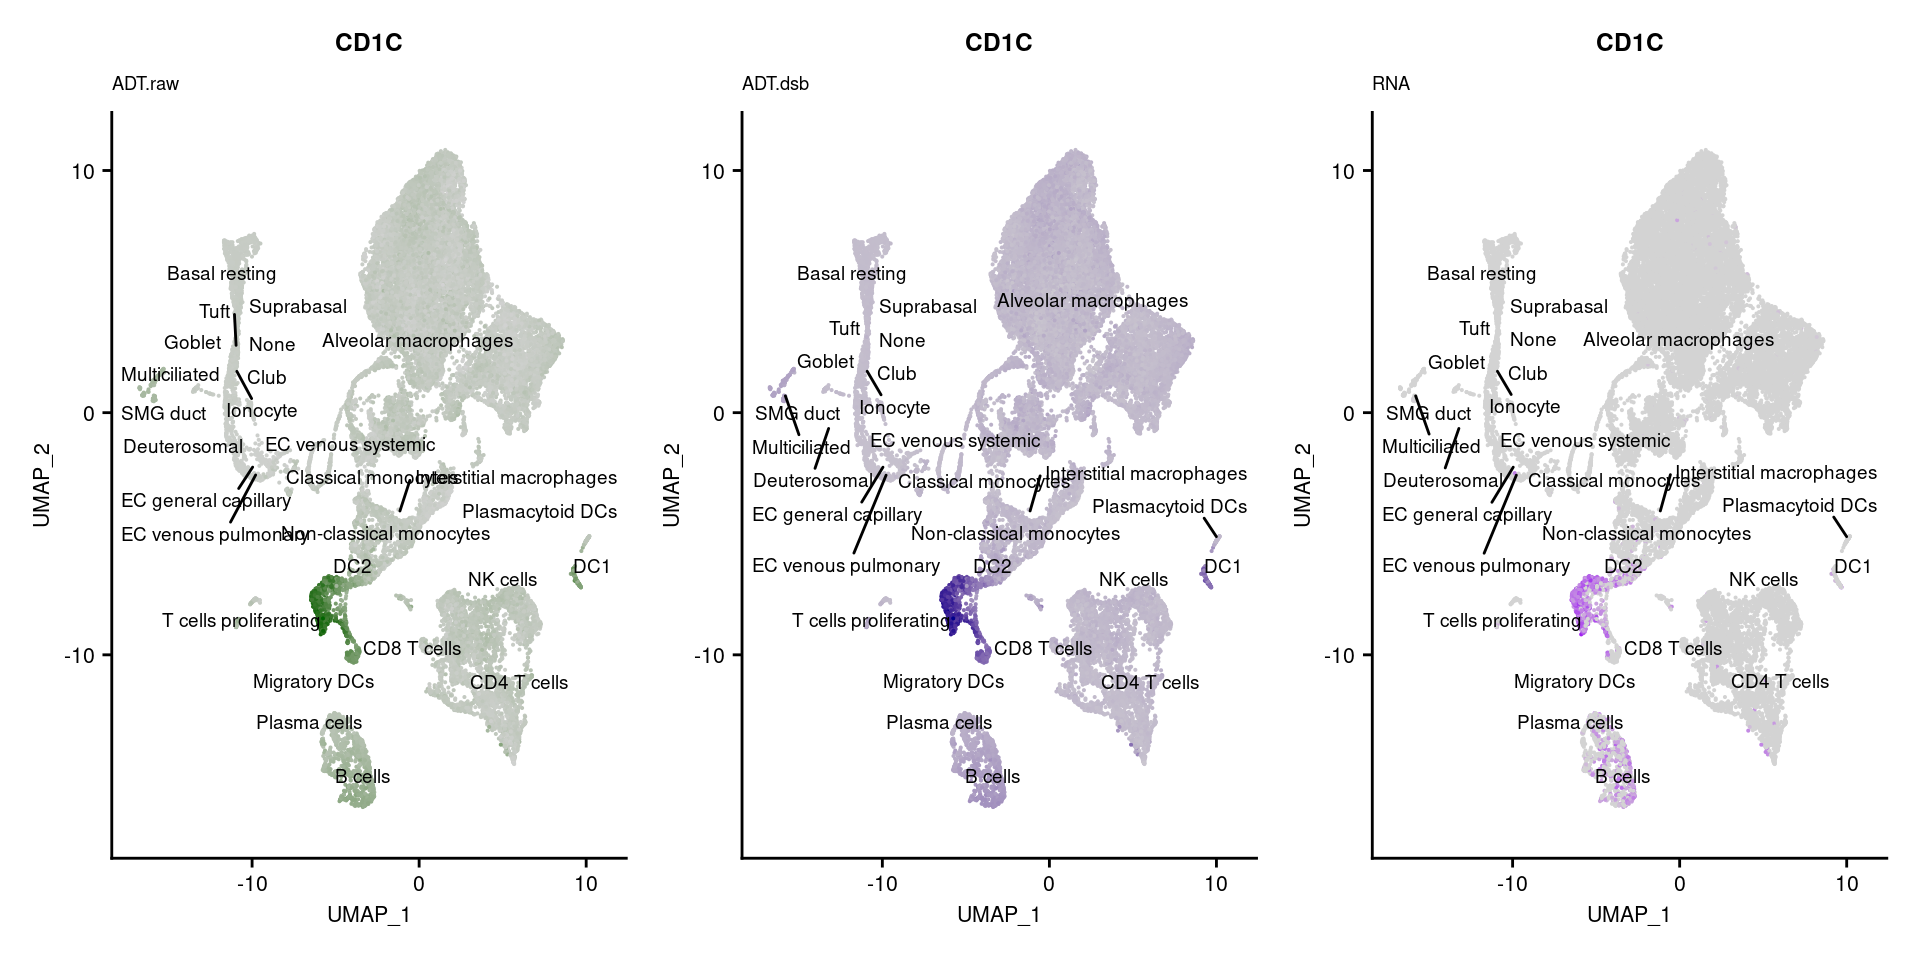 CD1C
ADT.raw
10
0
-10
UMAP_2
Basal resting
Tuft
Suprabasal
Goblet
None
Alveolar macrophages
Multiciliated
Club
SMG duct
Ionocyte
Deuterosomal
EC venous systemic
Classical monocytes
Interstitial macrophages
EC general capillary
Plasmacytoid DCs
EC venous pulmonary
Non-classical monocytes
DC2
DC1
NK cells
T cells proliferating
CD8 T cells
Migratory DCs
CD4 T cells
Plasma cells
B cells
-10
0
10
UMAP_1
CD1C
ADT.dsb
10
0
-10
UMAP_2
Basal resting
Alveolar macrophages
Suprabasal
Tuft
None
Goblet
Club
SMG duct
Ionocyte
Multiciliated
EC venous systemic
Deuterosomal
Classical monocytes
Interstitial macrophages
EC general capillary
Plasmacytoid DCs
Non-classical monocytes
EC venous pulmonary
DC2
DC1
NK cells
T cells proliferating
CD8 T cells
Migratory DCs
CD4 T cells
Plasma cells
B cells
-10
0
10
UMAP_1
CD1C
RNA
10
0
-10
UMAP_2
Basal resting
Suprabasal
Tuft
None
Alveolar macrophages
Goblet
Club
SMG duct
Ionocyte
Multiciliated
EC venous systemic
Deuterosomal
Classical monocytes
Interstitial macrophages
EC general capillary
Plasmacytoid DCs
Non-classical monocytes
EC venous pulmonary
DC2
DC1
NK cells
T cells proliferating
CD8 T cells
Migratory DCs
CD4 T cells
Plasma cells
B cells
-10
0
10
UMAP_1